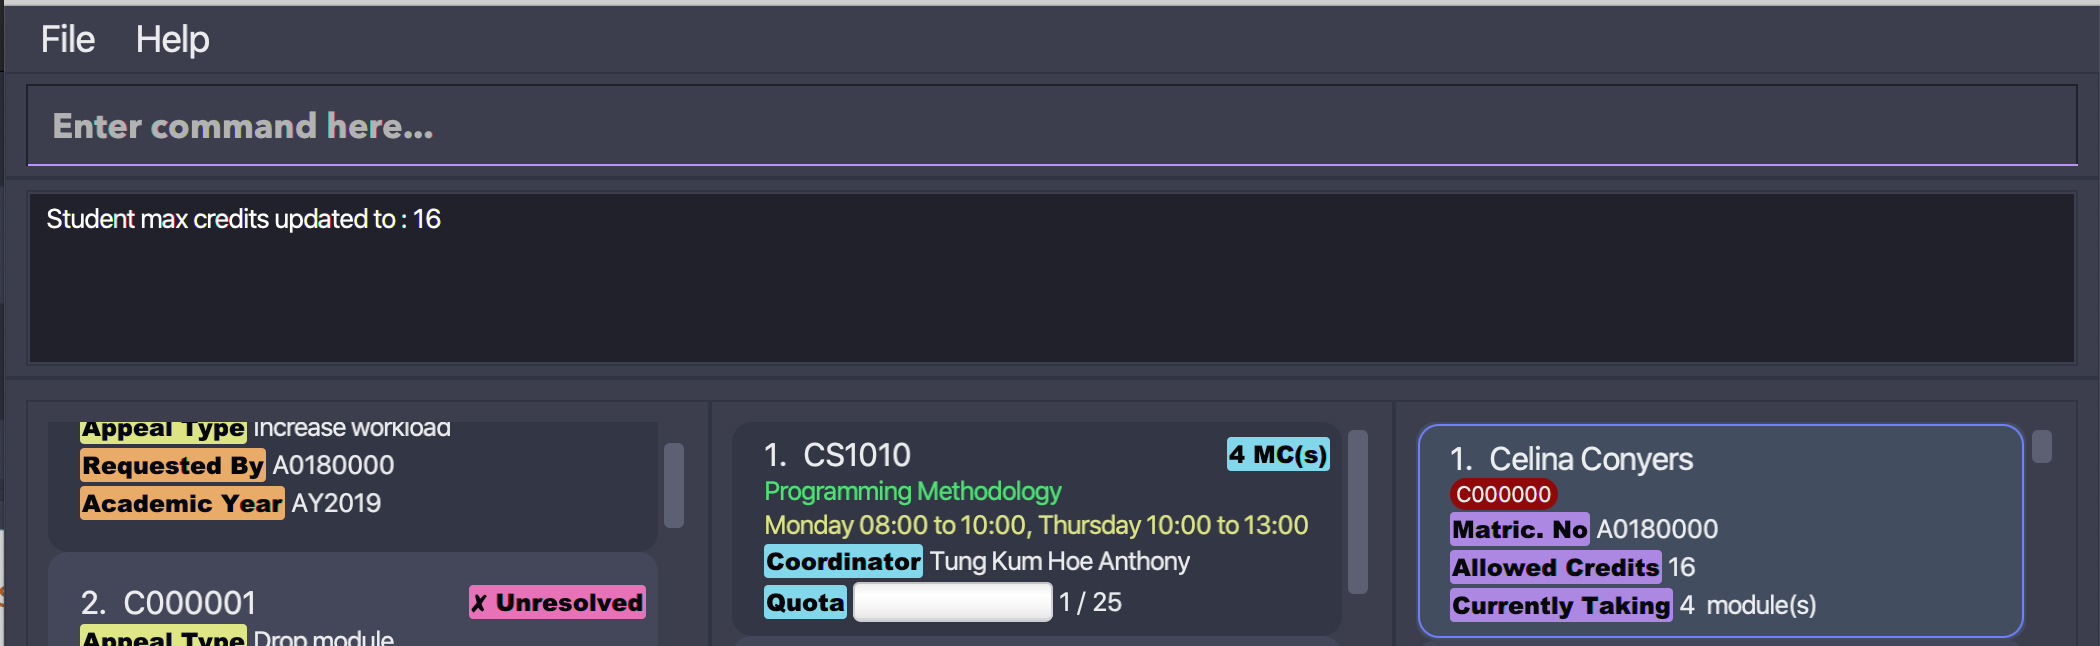 File Help
Enter command here...
Student max credits updated to : 16
Appeal Type Increase workload
Requested By A0180000
Academic Year AY2019
2. C000001 ✗ Unresolved
Appeal Type Drop module
1. CS1010 4 MC(s)
Programming Methodology
Monday 08:00 to 10:00, Thursday 10:00 to 13:00
Coordinator Tung Kum Hoe Anthony
Quota 1 / 25
1. Celina Conyers
C000000
Matric. No A0180000
Allowed Credits 16
Currently Taking 4 module(s)